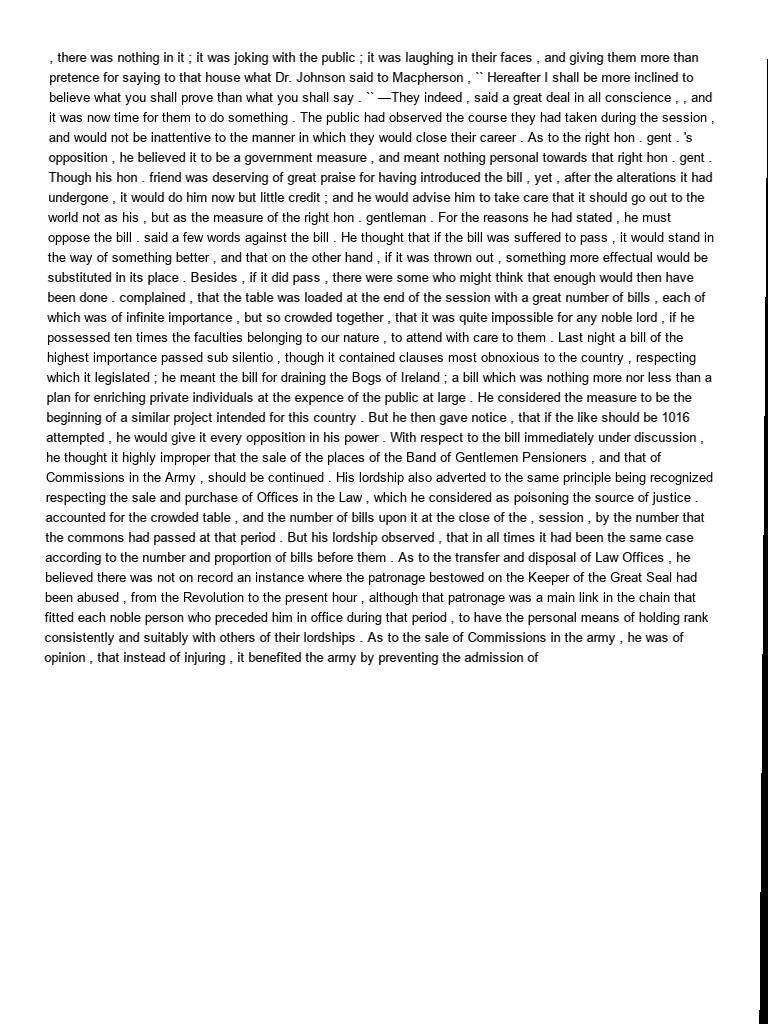 , there was nothing in it ; it was joking with the public ; it was laughing in their faces , and giving them more than
pretence for saying to that house what Dr. Johnson said to Macpherson , `` Hereafter I shall be more inclined to
believe what you shall prove than what you shall say . `` —They indeed , said a great deal in all conscience , , and
it was now time for them to do something . The public had observed the course they had taken during the session ,
and would not be inattentive to the manner in which they would close their career . As to the right hon . gent . 's
opposition , he believed it to be a government measure , and meant nothing personal towards that right hon . gent .
Though his hon . friend was deserving of great praise for having introduced the bill , yet , after the alterations it had
undergone , it would do him now but little credit ; and he would advise him to take care that it should go out to the
world not as his , but as the measure of the right hon . gentleman . For the reasons he had stated , he must
oppose the bill . said a few words against the bill . He thought that if the bill was suffered to pass , it would stand in
the way of something better , and that on the other hand , if it was thrown out , something more effectual would be
substituted in its place . Besides , if it did pass , there were some who might think that enough would then have
been done . complained , that the table was loaded at the end of the session with a great number of bills , each of
which was of infinite importance , but so crowded together , that it was quite impossible for any noble lord , if he
possessed ten times the faculties belonging to our nature , to attend with care to them . Last night a bill of the
highest importance passed sub silentio , though it contained clauses most obnoxious to the country , respecting
which it legislated ; he meant the bill for draining the Bogs of Ireland ; a bill which was nothing more nor less than a
plan for enriching private individuals at the expence of the public at large . He considered the measure to be the
beginning of a similar project intended for this country . But he then gave notice , that if the like should be 1016
attempted , he would give it every opposition in his power . With respect to the bill immediately under discussion ,
he thought it highly improper that the sale of the places of the Band of Gentlemen Pensioners , and that of
Commissions in the Army , should be continued . His lordship also adverted to the same principle being recognized
respecting the sale and purchase of Offices in the Law , which he considered as poisoning the source of justice .
accounted for the crowded table , and the number of bills upon it at the close of the , session , by the number that
the commons had passed at that period . But his lordship observed , that in all times it had been the same case
according to the number and proportion of bills before them . As to the transfer and disposal of Law Offices , he
believed there was not on record an instance where the patronage bestowed on the Keeper of the Great Seal had
been abused , from the Revolution to the present hour , although that patronage was a main link in the chain that
fitted each noble person who preceded him in office during that period , to have the personal means of holding rank
consistently and suitably with others of their lordships . As to the sale of Commissions in the army , he was of
opinion , that instead of injuring , it benefited the army by preventing the admission of